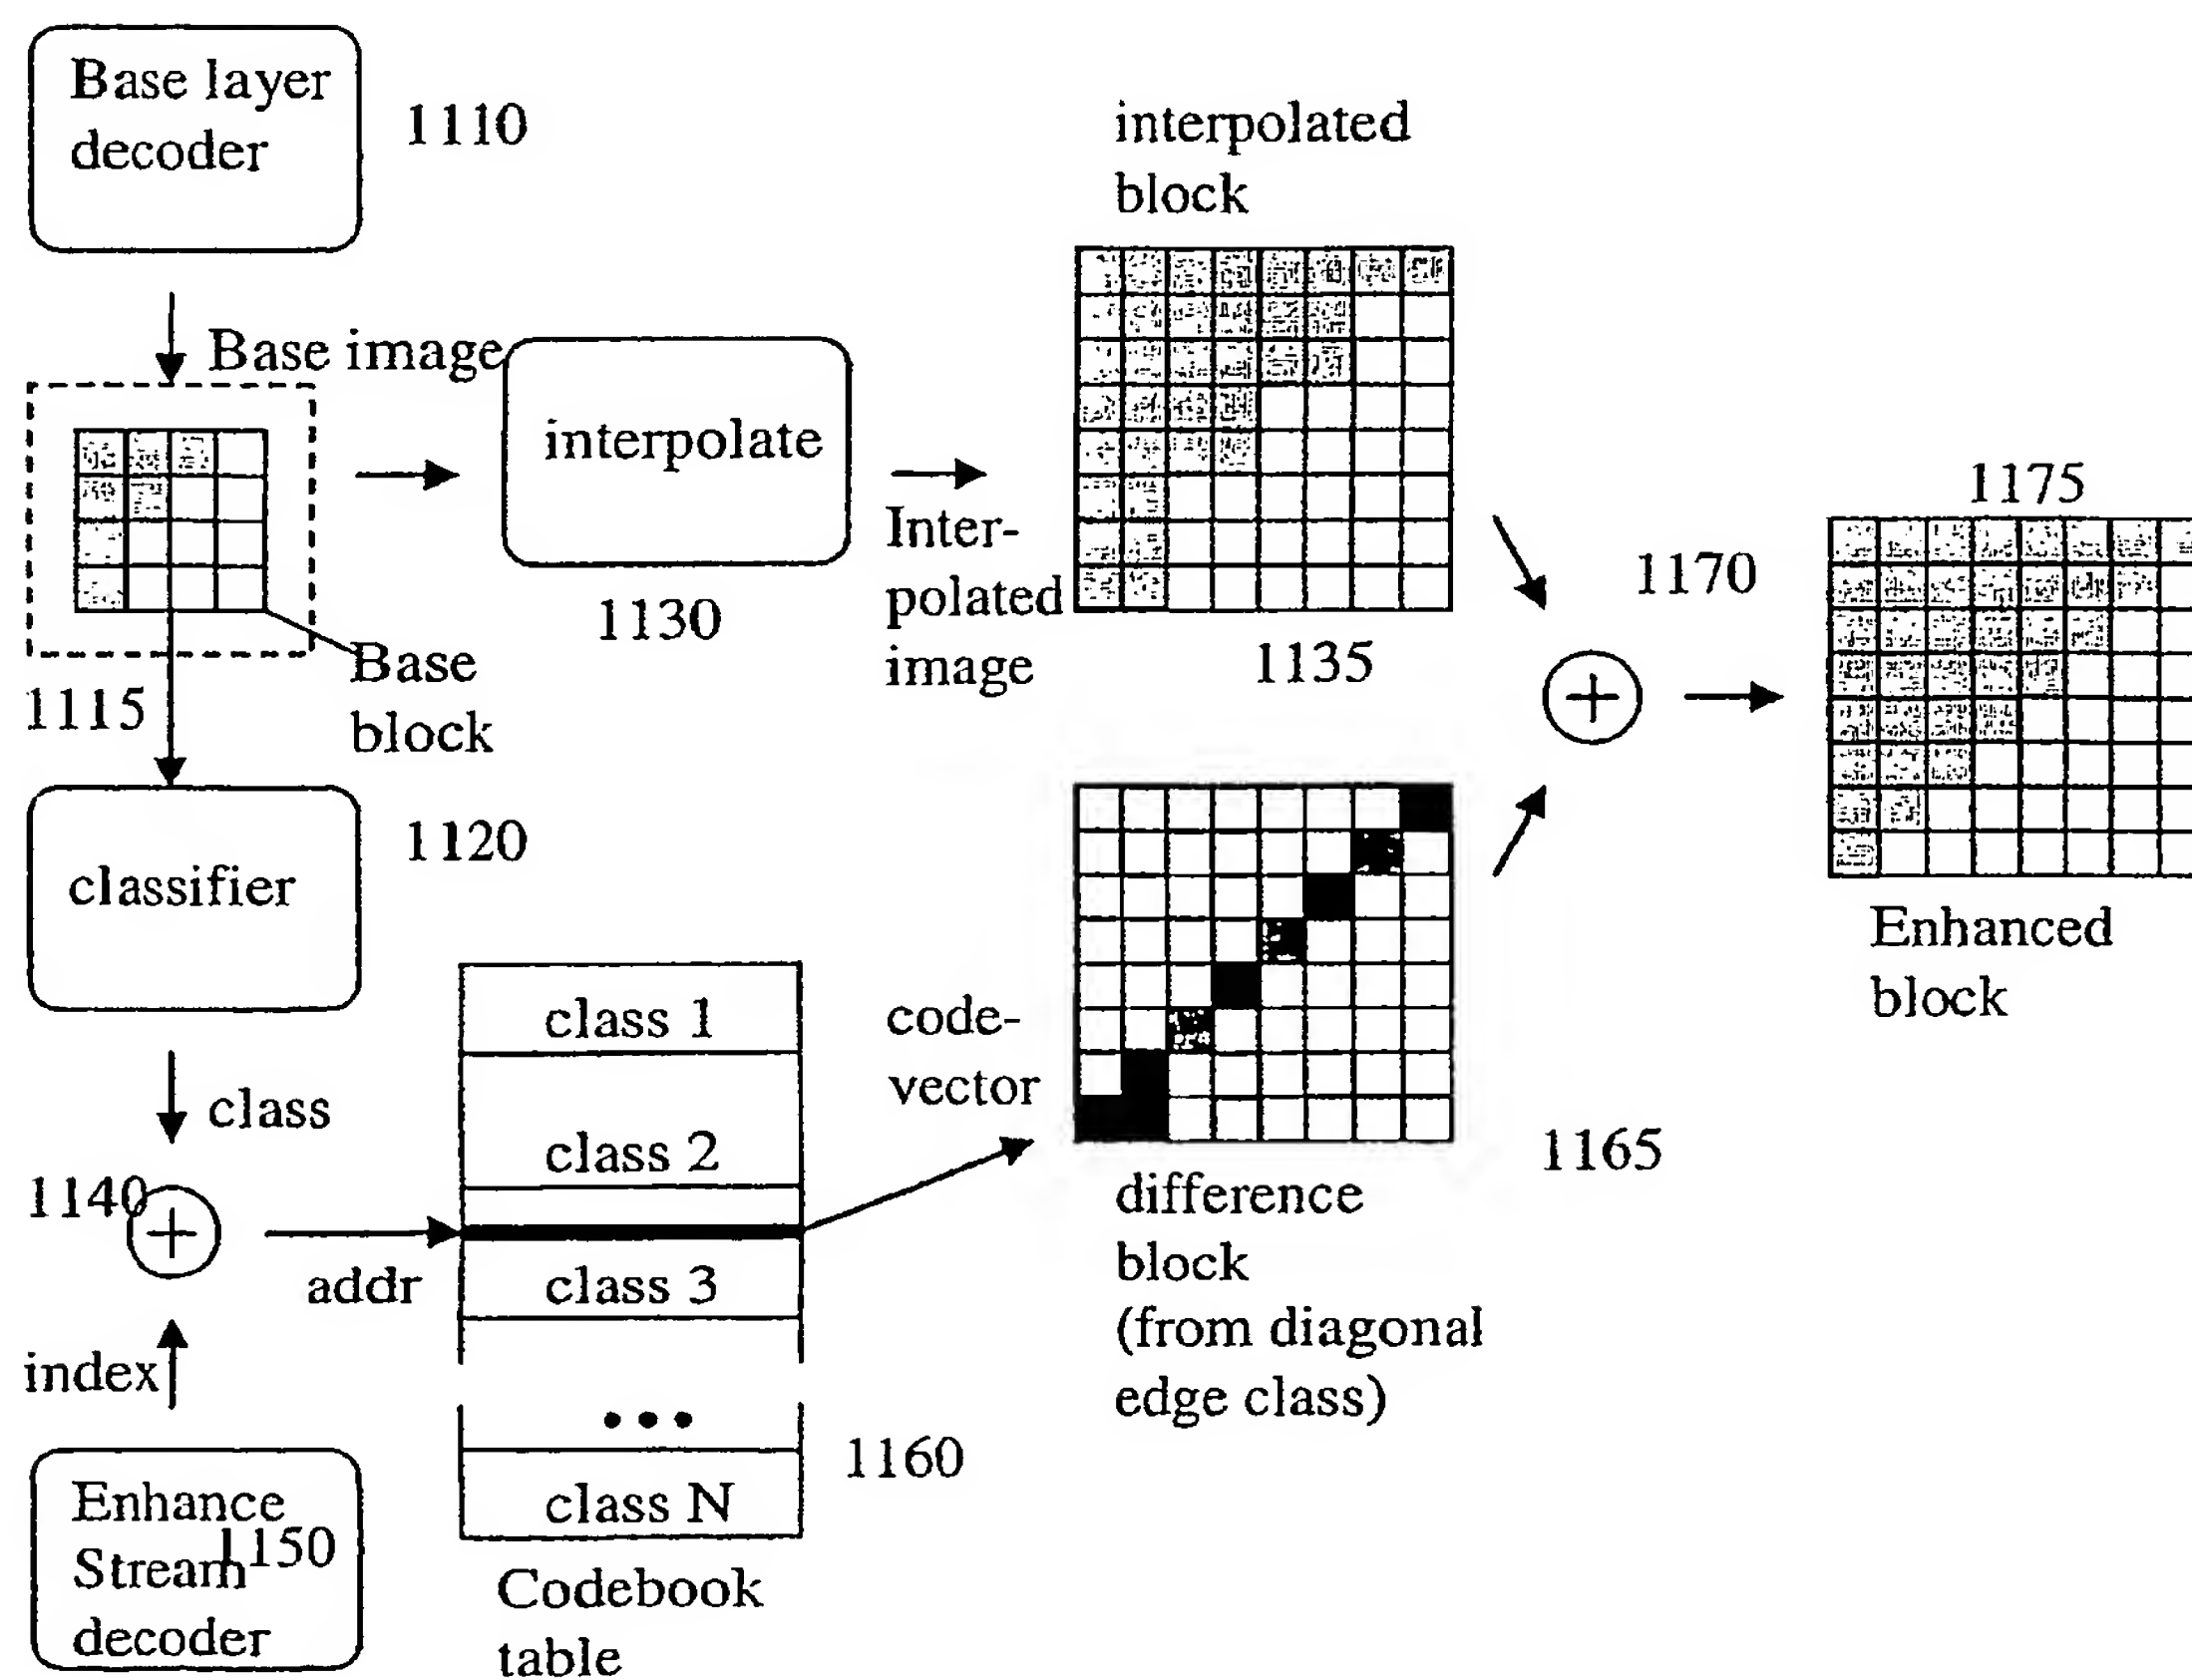 Base layer
decoder
1110
interpolated
block
Base image
interpolate
1130
Inter-
polated
image
1135
1175
1170
Base
block
1115
1120
classifier
Enhanced
block
class
1140
addr
index
class 1
class 2
class 3
•••
class N
1160
Codebook
table
code-
vector
1165
difference
block
(from diagonal
edge class)
Enhance
Stream
1150
decoder